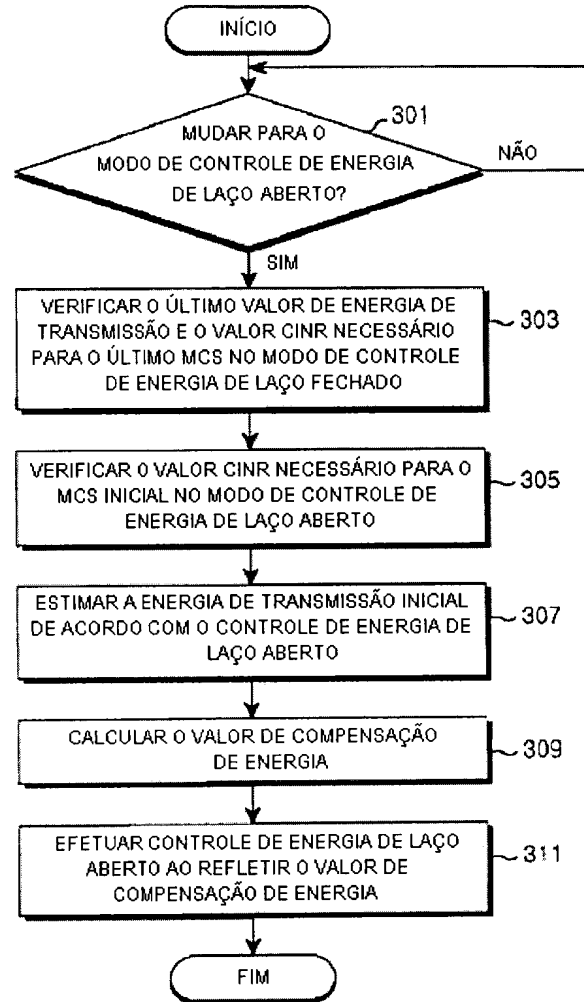 INÍCIO
301
MUDAR PARA O
MODO DE CONTROLE DE ENERGIA
DE LAÇO ABERTO?
NÃO
SIM
VERIFICAR O ÚLTIMO VALOR DE ENERGIA DE
TRANSMISSÃO E O VALOR CINR NECESSÁRIO
PARA O ÚLTIMO MCS NO MODO DE CONTROLE
DE ENERGIA DE LAÇO FECHADO
303
VERIFICAR O VALOR CINR NECESSÁRIO PARA O
MCS INICIAL NO MODO DE CONTROLE DE
ENERGIA DE LAÇO ABERTO
305
ESTIMAR A ENERGIA DE TRANSMISSÃO INICIAL
DE ACORDO COM O CONTROLE DE ENERGIA DE
LAÇO ABERTO
307
CALCULAR O VALOR DE COMPENSAÇÃO
DE ENERGIA
309
EFETUAR CONTROLE DE ENERGIA DE LAÇO
ABERTO AO REFLETIR O VALOR DE
COMPENSAÇÃO DE ENERGIA
311
FIM